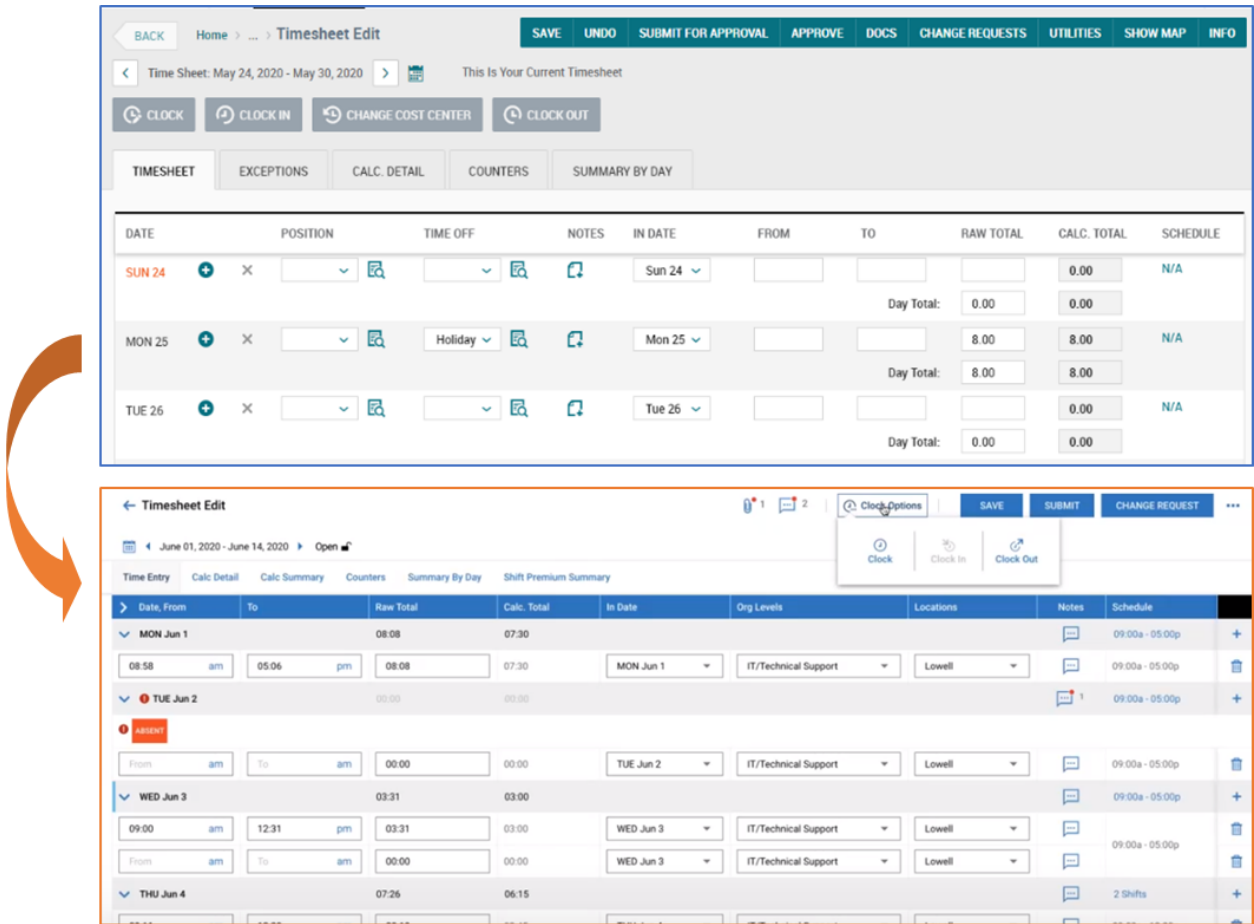 BACK Home > ... > Timesheet Edit SAVE UNDO SUBMIT FOR APPROVAL APPROVE DOCS CHANGE REQUESTS UTILITIES SHOW MAP INFO
Time Sheet: May 24, 2020 - May 30, 2020 This Is Your Current Timesheet
CLOCK CLOCK IN CHANGE COST CENTER CLOCK OUT
TIMESHEET EXCEPTIONS CALC. DETAIL COUNTERS SUMMARY BY DAY
DATE POSITION TIME OFF NOTES IN DATE FROM TO RAW TOTAL CALC. TOTAL SCHEDULE
SUN 24 Sun 24 0.00 N/A
Day Total: 0.00 0.00
MON 25 Holiday Mon 25 8.00 8.00 N/A
Day Total: 8.00 8.00
TUE 26 Tue 26 0.00 N/A
Day Total: 0.00 0.00
Timesheet Edit 1 2 Clock Options SAVE SUBMIT CHANGE REQUEST
June 01, 2020 - June 14, 2020 Open
Clock Clock In Clock Out
Time Entry Calc Detail Calc Summary Counters Summary By Day Shift Premium Summary
Date, From To Raw Total Calc. Total In Date Org Levels Locations Notes Schedule
MON Jun 1 08:08 07:30 09:00a - 05:00p
08:58 am 05:06 pm 08:08 07:30 MON Jun 1 IT/Technical Support Lowell 09:00a - 05:00p
TUE Jun 2 00:00 00:00 1 09:00a - 05:00p
ABSENT
From am To am 00:00 00:00 TUE Jun 2 IT/Technical Support Lowell 09:00a - 05:00p
WED Jun 3 03:31 03:00 09:00a - 05:00p
09:00 am 12:31 pm 03:31 03:00 WED Jun 3 IT/Technical Support Lowell 09:00a - 05:00p
From am To am 00:00 00:00 WED Jun 3 IT/Technical Support Lowell
THU Jun 4 07:26 06:15 2 Shifts